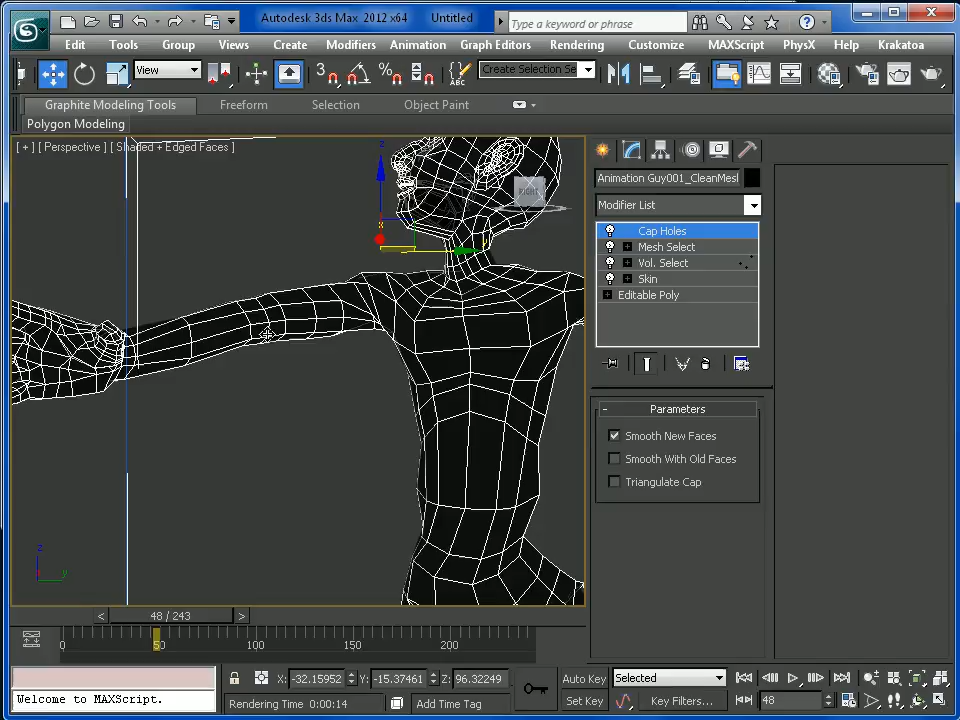 Autodesk 3ds Max 2012 x64 Untitled Type a keyword or phrase
Edit Tools Group Views Create Modifiers Animation Graph Editors Rendering Customize MAXScript PhysX Help Krakatoa
View 3 % ABC Create Selection Se
Graphite Modeling Tools Freeform Selection Object Paint
Polygon Modeling
[ + ] [ Perspective ] [ Shaded + Edged Faces ]
z
RIGHT
x
y
Animation Guy001_CleanMesl
Modifier List
Cap Holes
Mesh Select
Vol. Select
Skin
Editable Poly
- Parameters
Smooth New Faces
Smooth With Old Faces
Triangulate Cap
z
y
< 48 / 243 >
0 50 100 150 200
X: -32.15952 Y: -15.37461 Z: 96.32249 Auto Key Selected
Welcome to MAXScript. Rendering Time 0:00:14 Add Time Tag Set Key Key Filters... 48